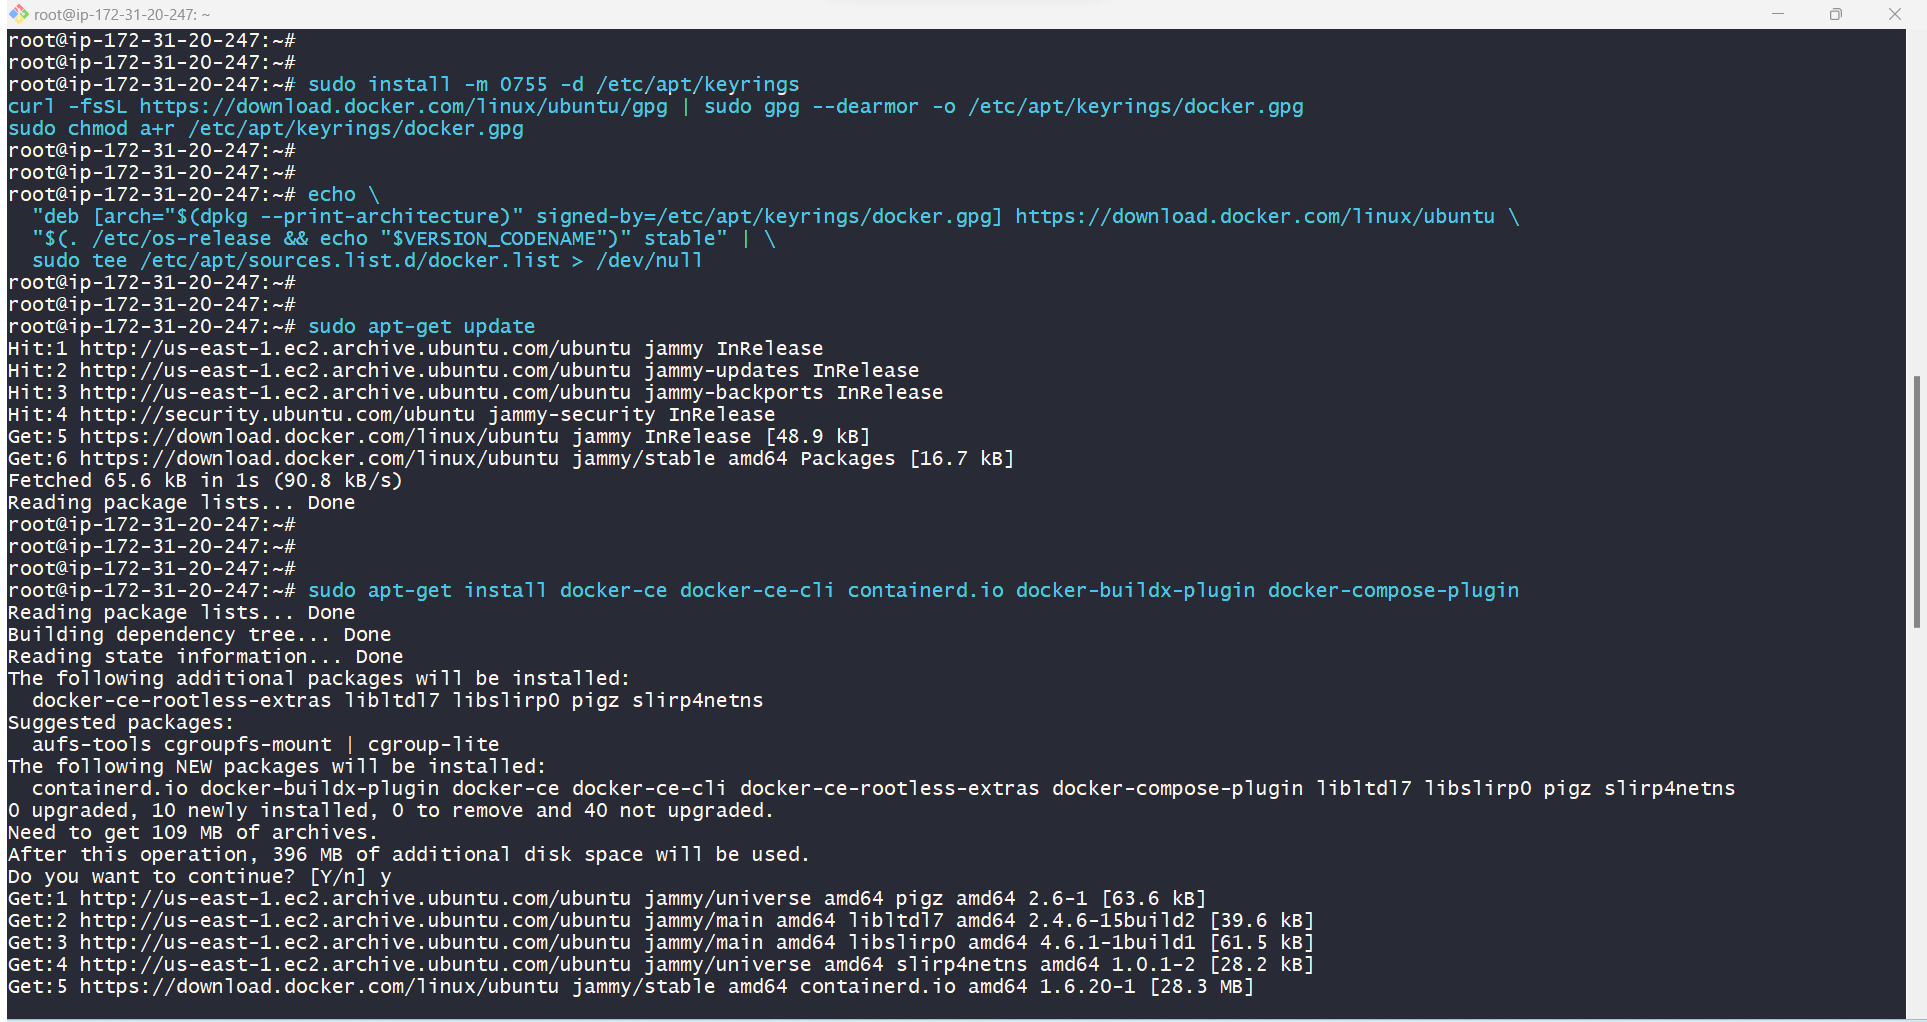 root@ip-172-31-20-247: ~
root@ip-172-31-20-247:~#
root@ip-172-31-20-247:~#
root@ip-172-31-20-247:~# sudo install -m 0755 -d /etc/apt/keyrings
curl -fsSL https://download.docker.com/linux/ubuntu/gpg | sudo gpg --dearmor -o /etc/apt/keyrings/docker.gpg
sudo chmod a+r /etc/apt/keyrings/docker.gpg
root@ip-172-31-20-247:~#
root@ip-172-31-20-247:~#
root@ip-172-31-20-247:~# echo \
  "deb [arch="$(dpkg --print-architecture)" signed-by=/etc/apt/keyrings/docker.gpg] https://download.docker.com/linux/ubuntu \
  "$(. /etc/os-release && echo "$VERSION_CODENAME")" stable" | \
  sudo tee /etc/apt/sources.list.d/docker.list > /dev/null
root@ip-172-31-20-247:~#
root@ip-172-31-20-247:~#
root@ip-172-31-20-247:~# sudo apt-get update
Hit:1 http://us-east-1.ec2.archive.ubuntu.com/ubuntu jammy InRelease
Hit:2 http://us-east-1.ec2.archive.ubuntu.com/ubuntu jammy-updates InRelease
Hit:3 http://us-east-1.ec2.archive.ubuntu.com/ubuntu jammy-backports InRelease
Hit:4 http://security.ubuntu.com/ubuntu jammy-security InRelease
Get:5 https://download.docker.com/linux/ubuntu jammy InRelease [48.9 kB]
Get:6 https://download.docker.com/linux/ubuntu jammy/stable amd64 Packages [16.7 kB]
Fetched 65.6 kB in 1s (90.8 kB/s)
Reading package lists... Done
root@ip-172-31-20-247:~#
root@ip-172-31-20-247:~#
root@ip-172-31-20-247:~#
root@ip-172-31-20-247:~# sudo apt-get install docker-ce docker-ce-cli containerd.io docker-buildx-plugin docker-compose-plugin
Reading package lists... Done
Building dependency tree... Done
Reading state information... Done
The following additional packages will be installed:
  docker-ce-rootless-extras libltdl7 libslirp0 pigz slirp4netns
Suggested packages:
  aufs-tools cgroupfs-mount | cgroup-lite
The following NEW packages will be installed:
  containerd.io docker-buildx-plugin docker-ce docker-ce-cli docker-ce-rootless-extras docker-compose-plugin libltdl7 libslirp0 pigz slirp4netns
0 upgraded, 10 newly installed, 0 to remove and 40 not upgraded.
Need to get 109 MB of archives.
After this operation, 396 MB of additional disk space will be used.
Do you want to continue? [Y/n] y
Get:1 http://us-east-1.ec2.archive.ubuntu.com/ubuntu jammy/universe amd64 pigz amd64 2.6-1 [63.6 kB]
Get:2 http://us-east-1.ec2.archive.ubuntu.com/ubuntu jammy/main amd64 libltdl7 amd64 2.4.6-15build2 [39.6 kB]
Get:3 http://us-east-1.ec2.archive.ubuntu.com/ubuntu jammy/main amd64 libslirp0 amd64 4.6.1-1build1 [61.5 kB]
Get:4 http://us-east-1.ec2.archive.ubuntu.com/ubuntu jammy/universe amd64 slirp4netns amd64 1.0.1-2 [28.2 kB]
Get:5 https://download.docker.com/linux/ubuntu jammy/stable amd64 containerd.io amd64 1.6.20-1 [28.3 MB]